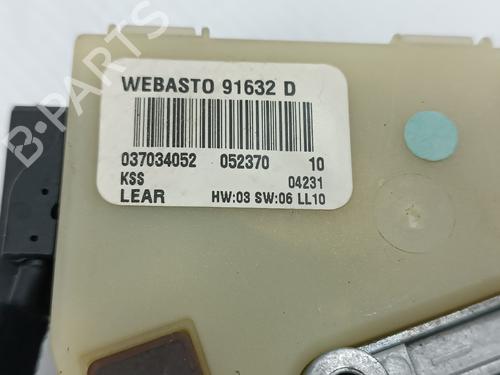 WEBASTO 91632 D
037034052 052370 10
KSS 04231
LEAR HW:03 SW:06 LL10
B-PARTS